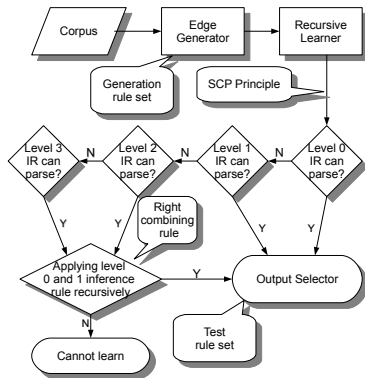 Corpus
Edge
Generator
Recursive
Learner
Generation
rule set
SCP Principle
Level 3
IR can
parse?
N
Level 2
IR can
parse?
N
Level 1
IR can
parse?
N
Level 0
IR can
parse?
Y
Y
Y
Y
Right
combining
rule
Applying level
0 and 1 inference
rule recursively
Y
Output Selector
N
Test
rule set
Cannot learn